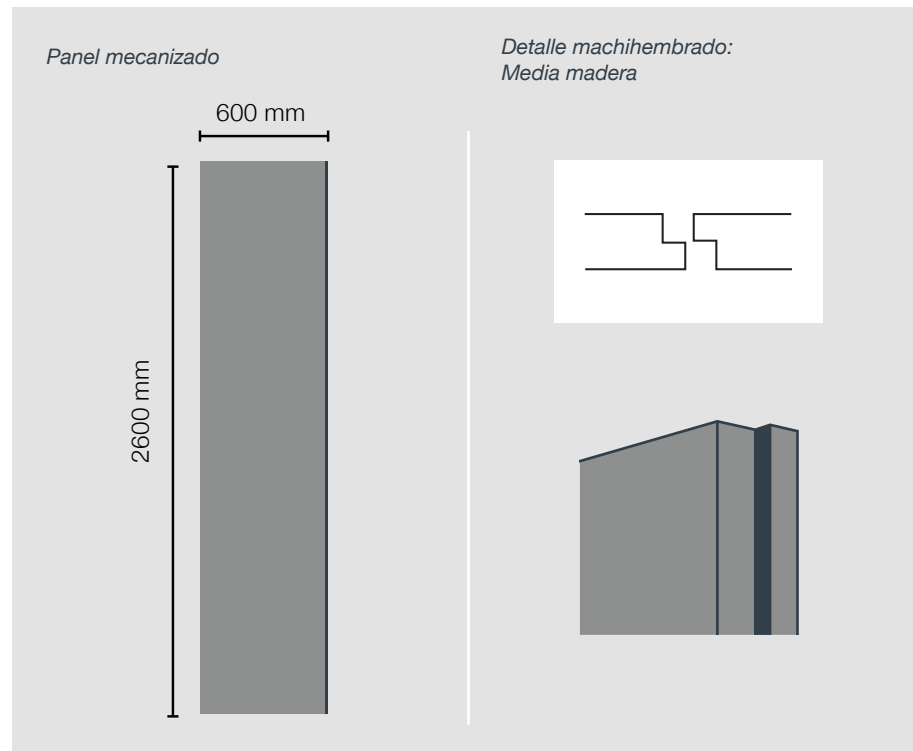 Panel mecanizado
600 mm
2600 mm
Detalle machihembrado:
Media madera